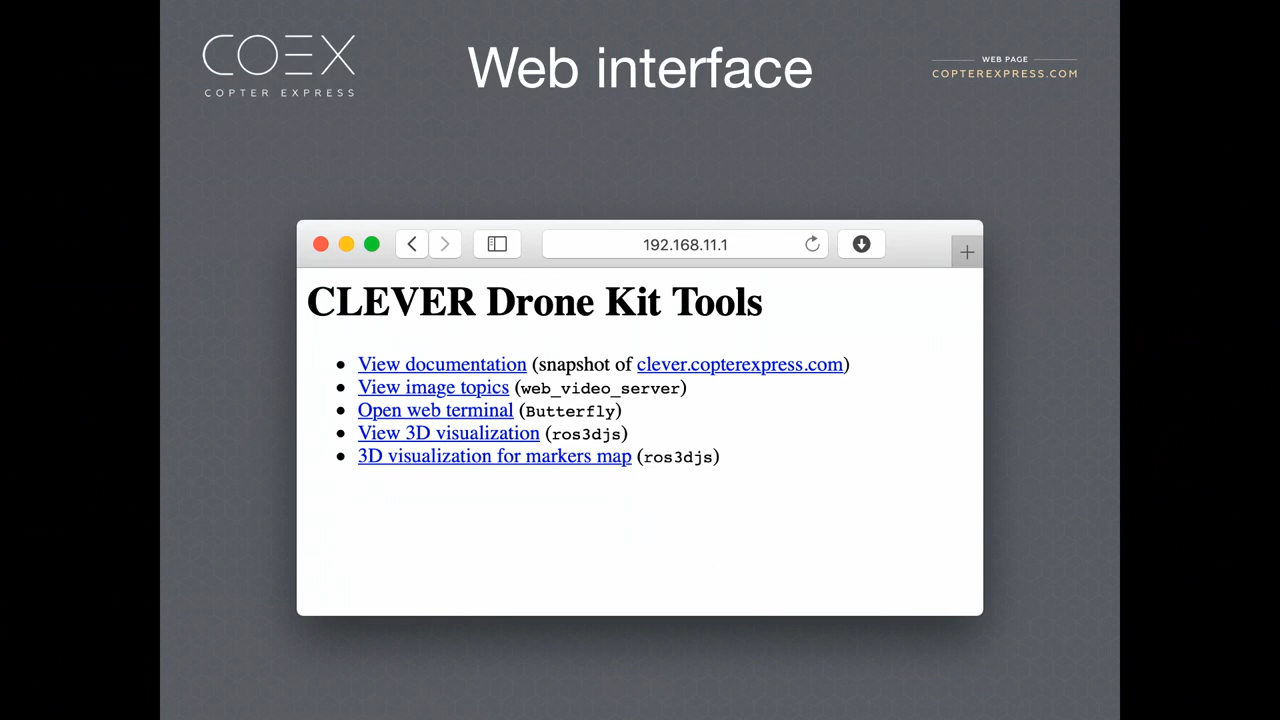 COEX
COPTER EXPRESS
Web interface
WEB PAGE
COPTEREXPRESS.COM
192.168.11.1
CLEVER Drone Kit Tools
View documentation (snapshot of clever.copterexpress.com)
View image topics (web_video_server)
Open web terminal (Butterfly)
View 3D visualization (ros3djs)
3D visualization for markers map (ros3djs)